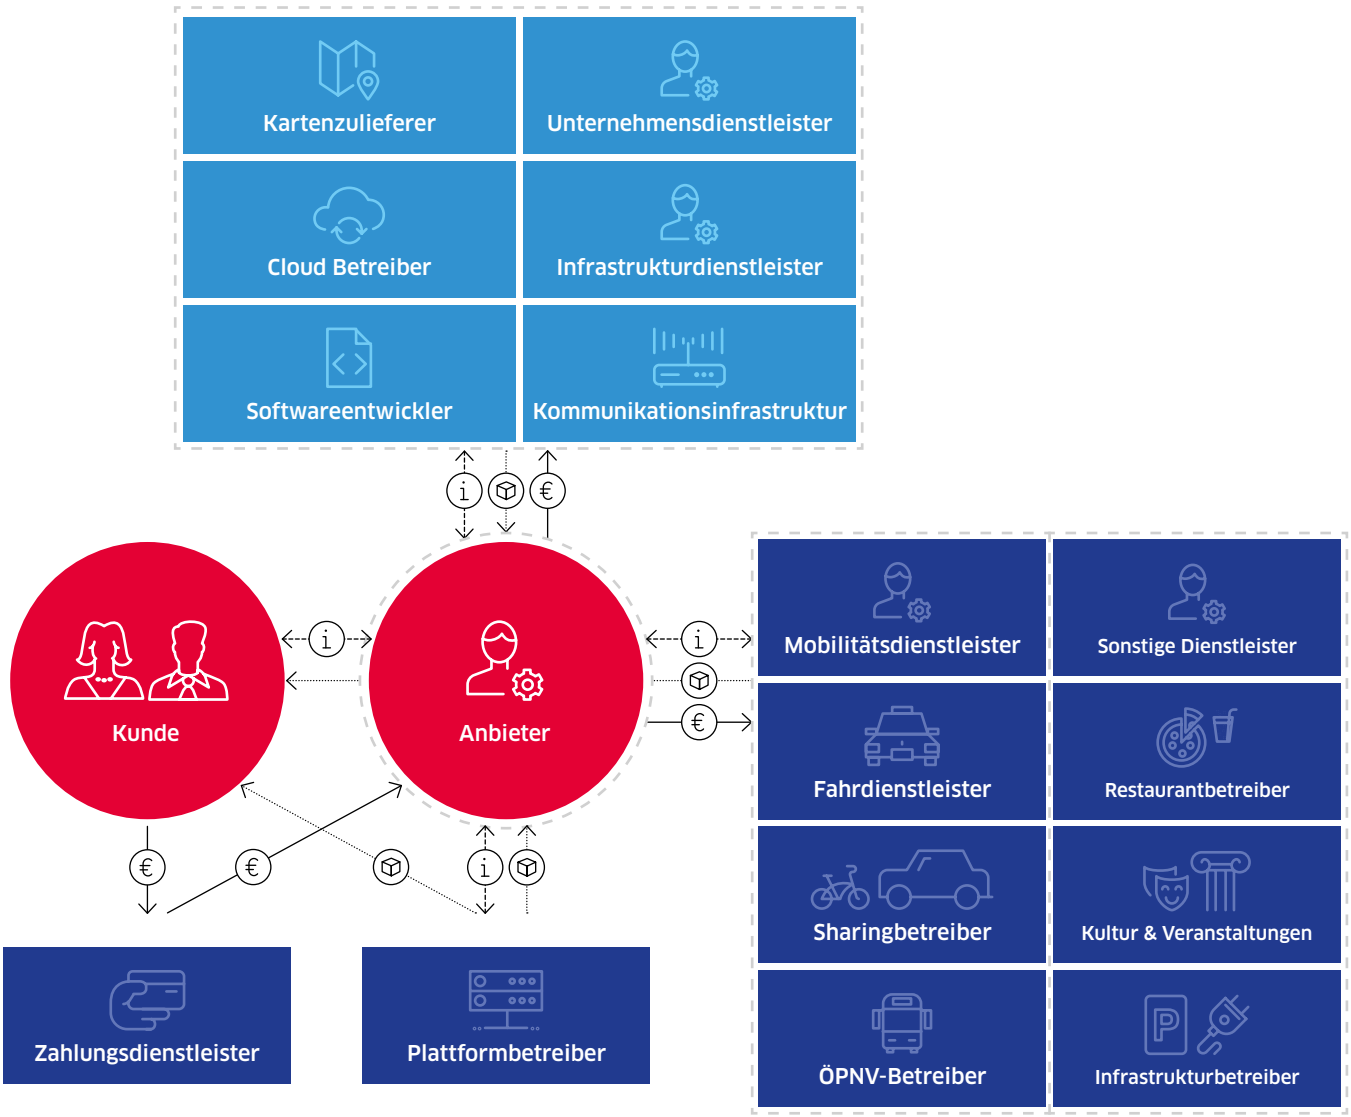 Kartenzulieferer
Unternehmensdienstleister
Cloud Betreiber
Infrastrukturdienstleister
Softwareentwickler
Kommunikationsinfrastruktur
i
€
Kunde
i
Anbieter
i
€
€
€
i
Zahlungsdienstleister
Plattformbetreiber
Mobilitätsdienstleister
Sonstige Dienstleister
Fahrdienstleister
Restaurantbetreiber
Sharingbetreiber
Kultur & Veranstaltungen
ÖPNV-Betreiber
P
Infrastrukturbetreiber